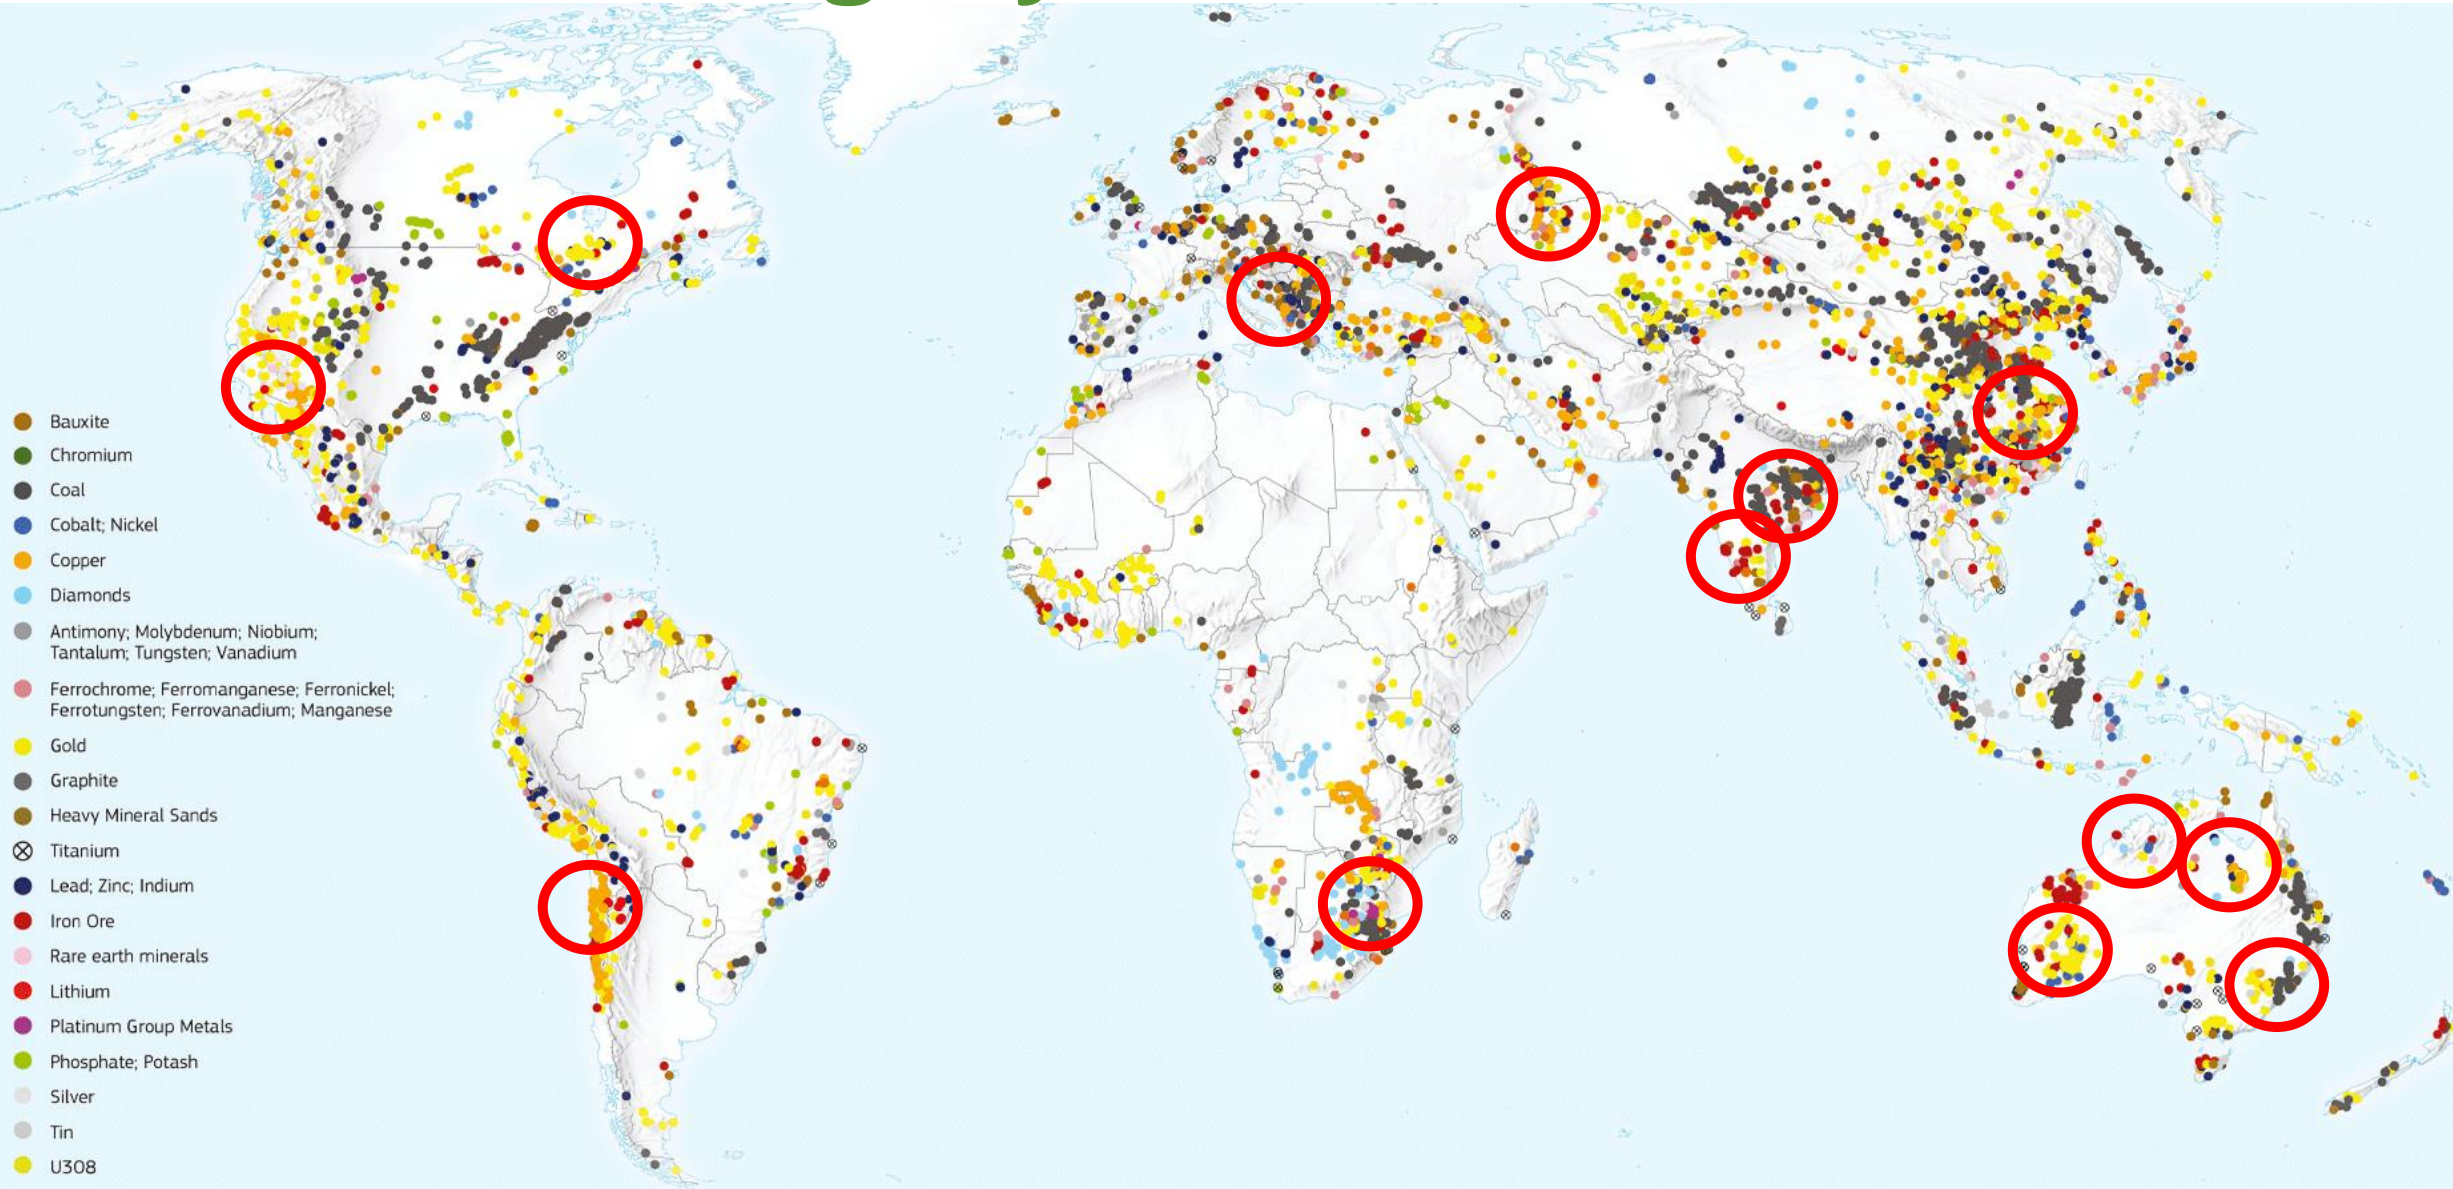 Bauxite
Chromium
Coal
Cobalt; Nickel
Copper
Diamonds
Antimony; Molybdenum; Niobium;
Tantalum; Tungsten; Vanadium
Ferrochrome; Ferromanganese; Ferronickel;
Ferrotungsten; Ferrovanadium; Manganese
Gold
Graphite
Heavy Mineral Sands
Titanium
Lead; Zinc; Indium
Iron Ore
Rare earth minerals
Lithium
Platinum Group Metals
Phosphate; Potash
Silver
Tin
U308